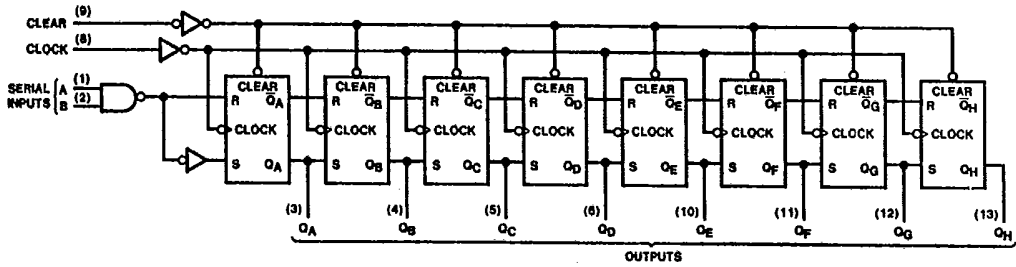 (9)
CLEAR
(8)
CLOCK
SERIAL INPUTS { A (1)
B (2)
CLEAR CLEAR CLEAR CLEAR CLEAR CLEAR CLEAR CLEAR
R Q̅A R Q̅B R Q̅C R Q̅D R Q̅E R Q̅F R Q̅G R Q̅H
CLOCK CLOCK CLOCK CLOCK CLOCK CLOCK CLOCK CLOCK
S QA S QB S QC S QD S QE S QF S QG S QH
(3) (4) (5) (6) (10) (11) (12) (13)
QA QB QC QD QE QF QG QH
OUTPUTS